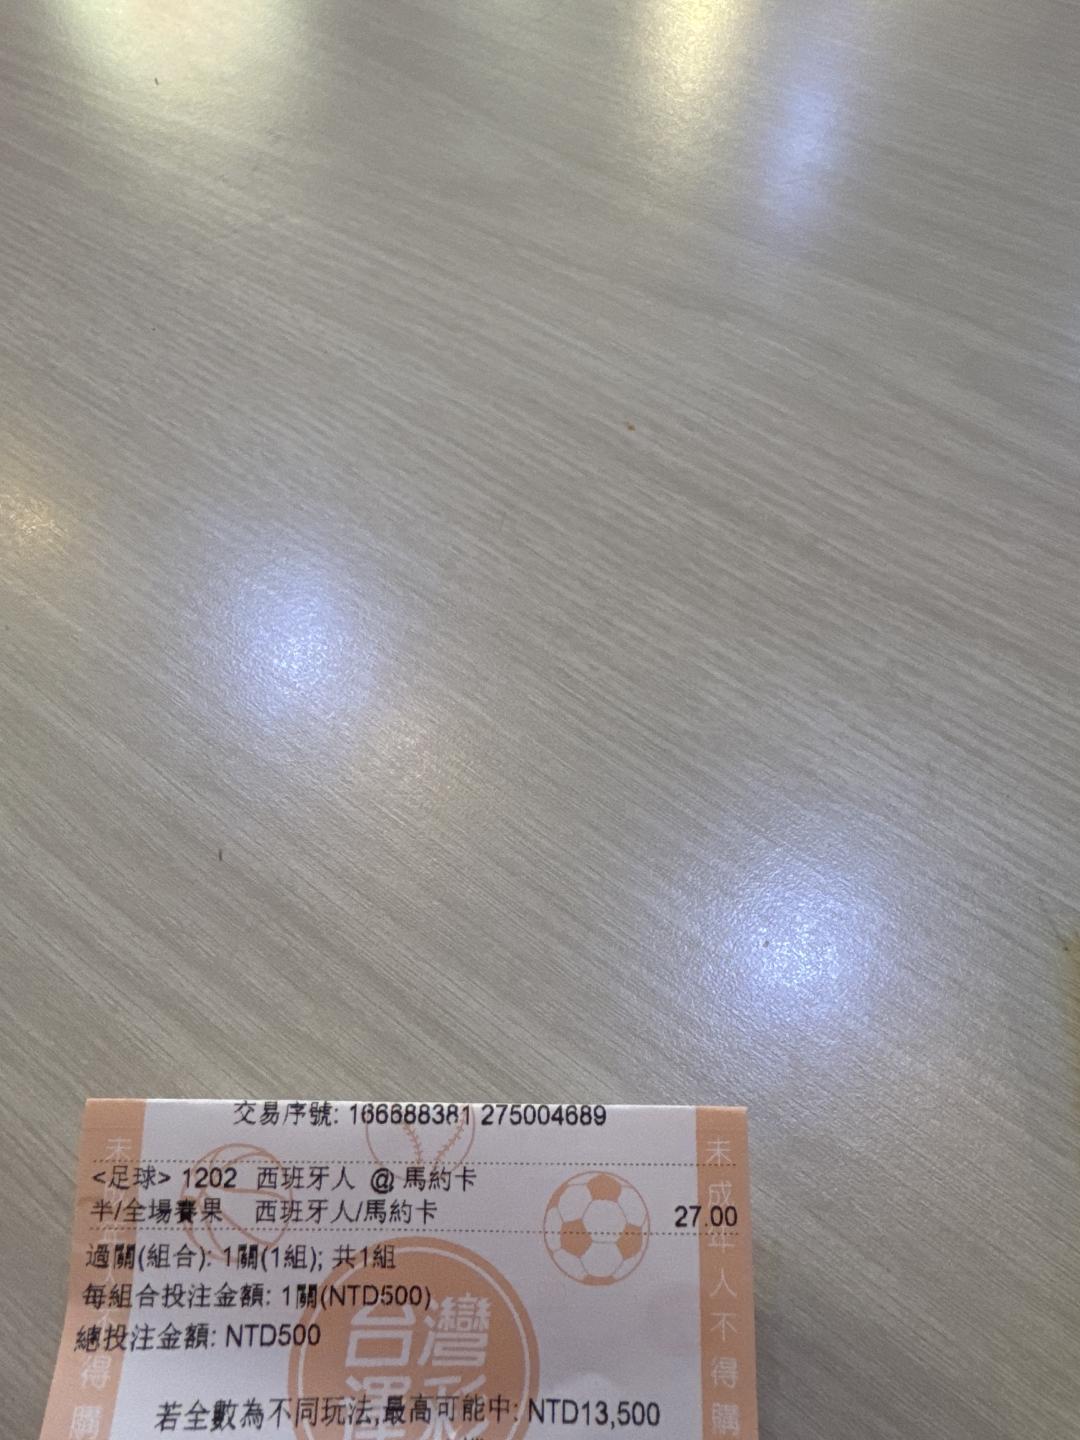 交易序號: 166688381 275004689
<足球> 1202 西班牙人 @ 馬約卡
半/全場賽果 西班牙人/馬約卡 27.00
過關(組合): 1關(1組); 共1組
每組合投注金額: 1關(NTD500)
總投注金額: NTD500
若全數為不同玩法,最高可能中: NTD13,500
台灣
運彩
未成年人不得購